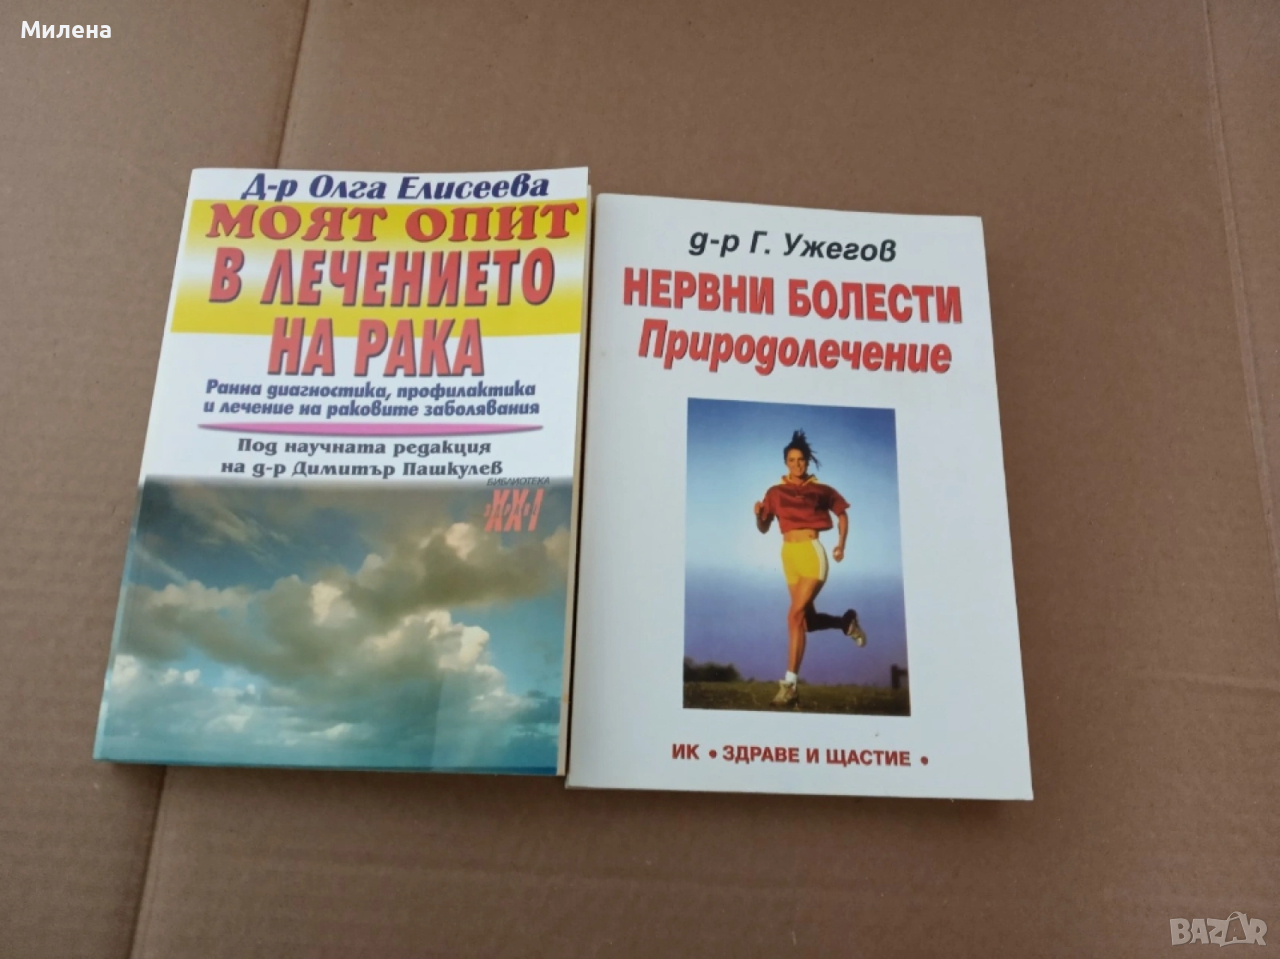 Милена
Д-р Олга Елисеева
МОЯТ ОПИТ
В ЛЕЧЕНИЕТО
НА РАКА
Ранна диагностика, профилактика
и лечение на раковите заболявания
Под научната редакция
на д-р Димитър Пашкулев
БИБЛИОТЕКА
д-р Г. Ужегов
НЕРВНИ БОЛЕСТИ
Природолечение
ИК • ЗДРАВЕ И ЩАСТИЕ •
BAZAR